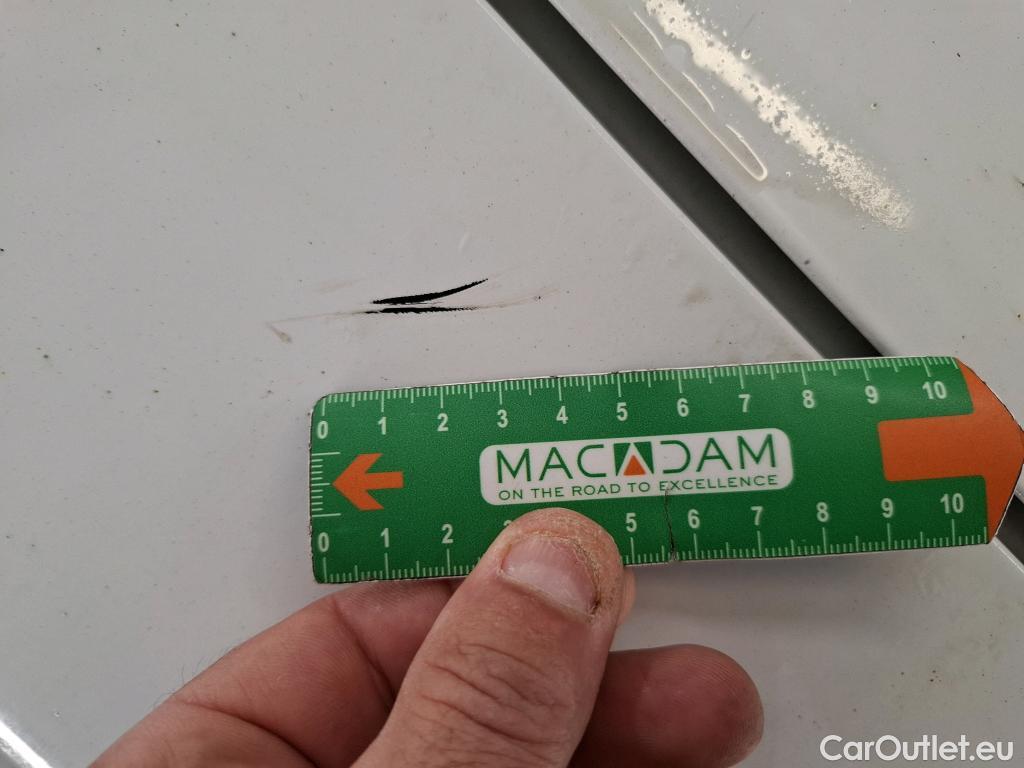 0 1 2 3 4 5 6 7 8 9 10
MACADAM
ON THE ROAD TO EXCELLENCE
0 1 2 3 5 6 7 8 9 10
CarOutlet.eu